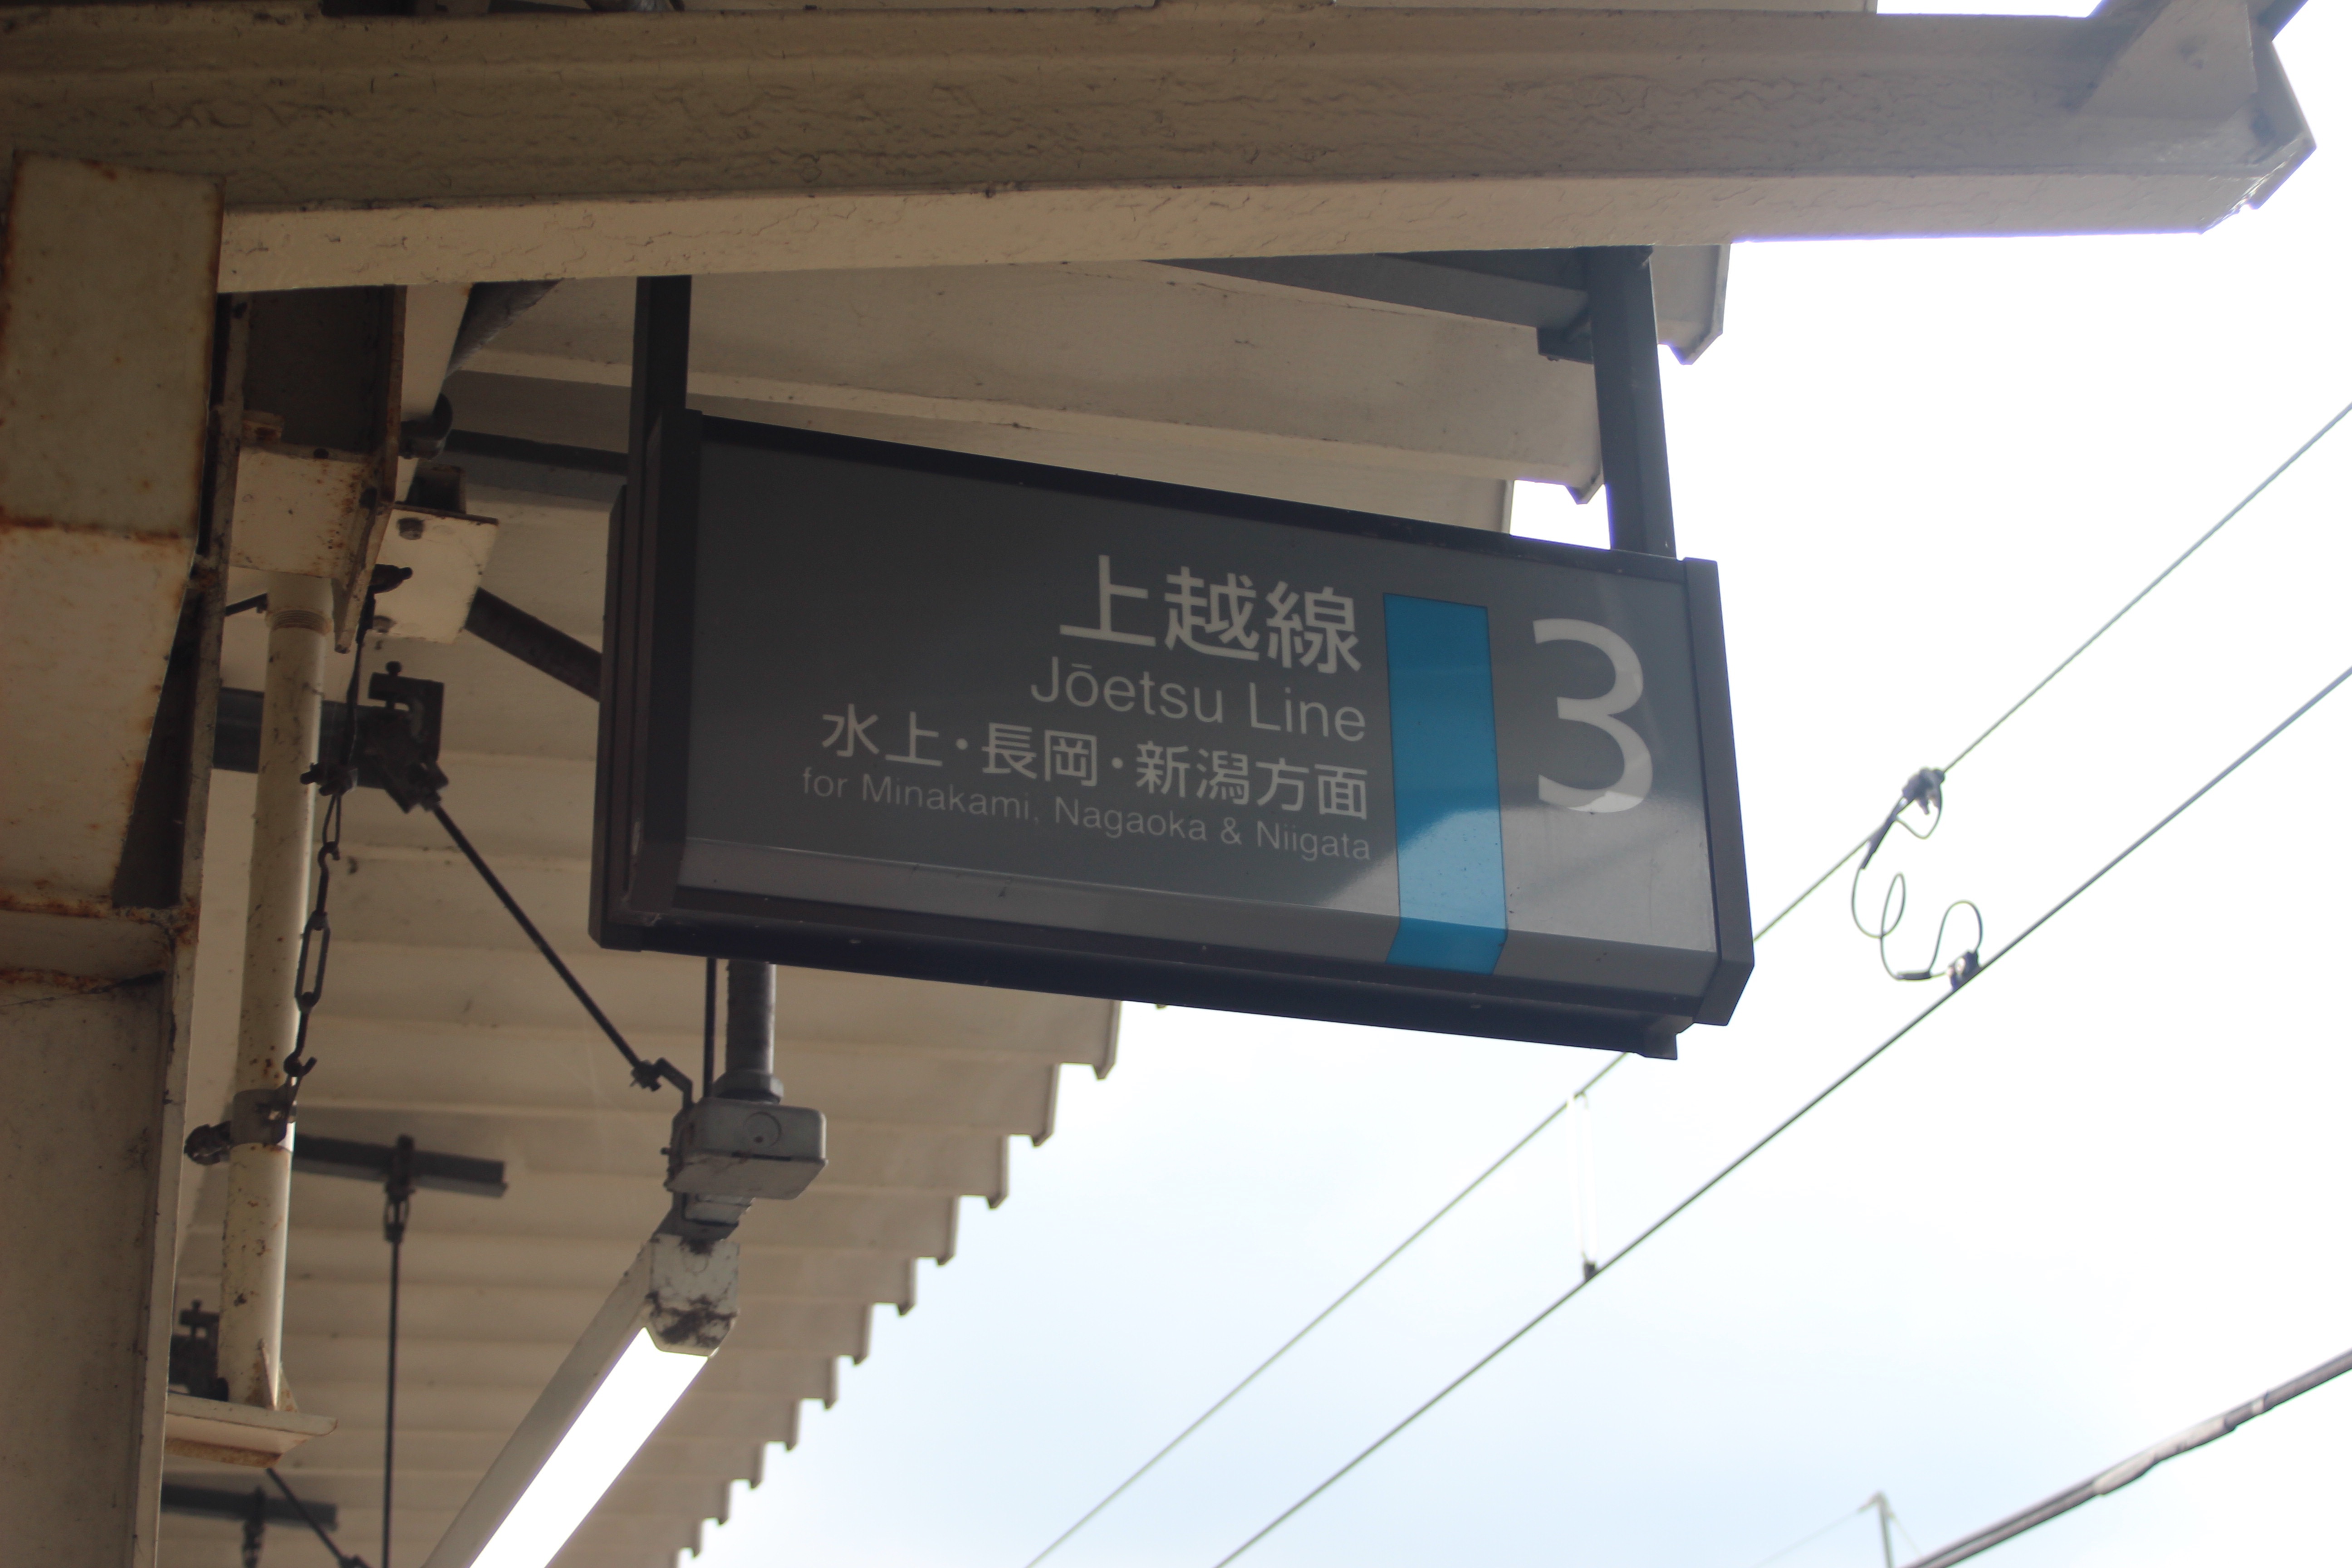 上越線
Jōetsu Line
水上・長岡・新潟方面
for Minakami, Nagaoka & Niigata
3